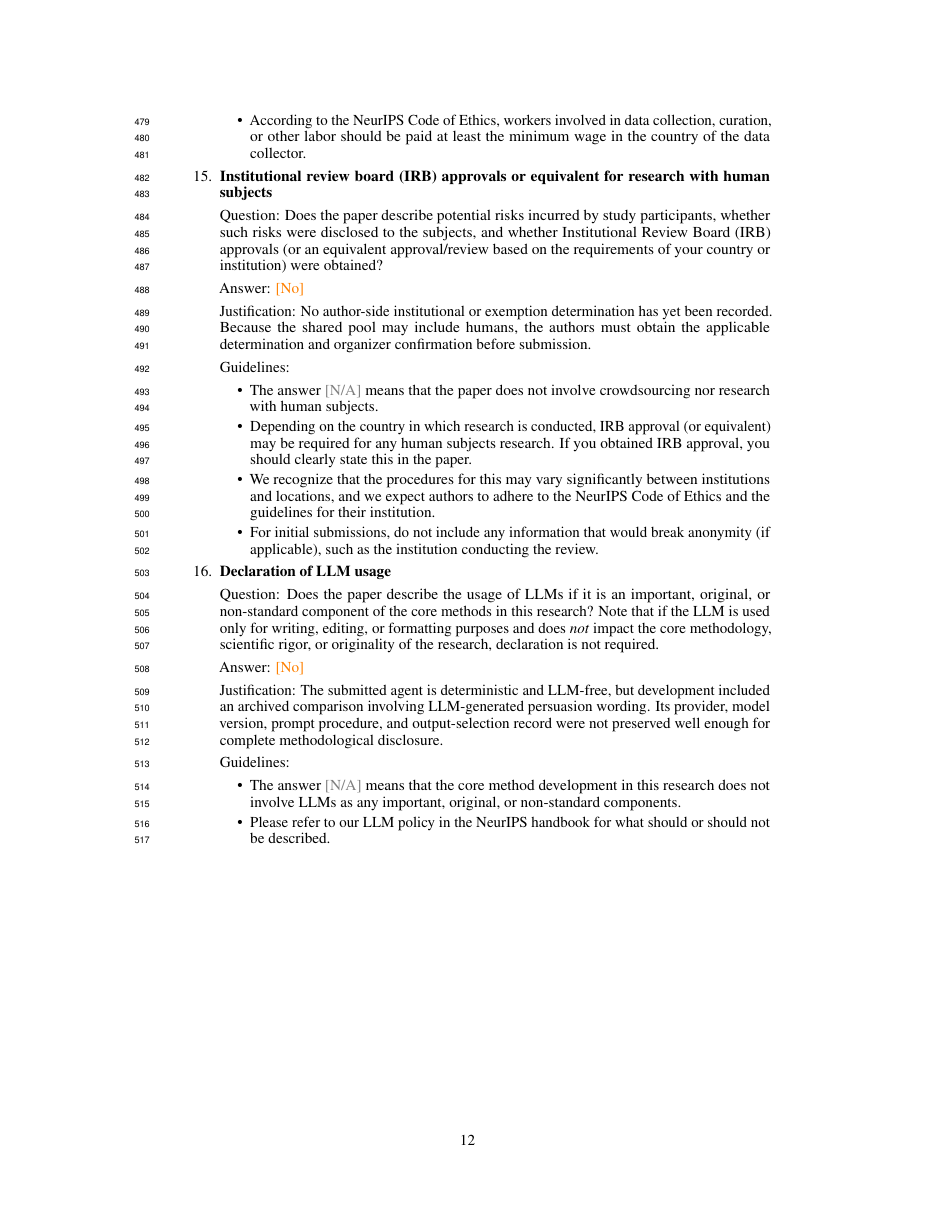 479 • According to the NeurIPS Code of Ethics, workers involved in data collection, curation,
480 or other labor should be paid at least the minimum wage in the country of the data
481 collector.
482 15. Institutional review board (IRB) approvals or equivalent for research with human
483 subjects
484 Question: Does the paper describe potential risks incurred by study participants, whether
485 such risks were disclosed to the subjects, and whether Institutional Review Board (IRB)
486 approvals (or an equivalent approval/review based on the requirements of your country or
487 institution) were obtained?
488 Answer: [No]
489 Justification: No author-side institutional or exemption determination has yet been recorded.
490 Because the shared pool may include humans, the authors must obtain the applicable
491 determination and organizer confirmation before submission.
492 Guidelines:
493 • The answer [N/A] means that the paper does not involve crowdsourcing nor research
494 with human subjects.
495 • Depending on the country in which research is conducted, IRB approval (or equivalent)
496 may be required for any human subjects research. If you obtained IRB approval, you
497 should clearly state this in the paper.
498 • We recognize that the procedures for this may vary significantly between institutions
499 and locations, and we expect authors to adhere to the NeurIPS Code of Ethics and the
500 guidelines for their institution.
501 • For initial submissions, do not include any information that would break anonymity (if
502 applicable), such as the institution conducting the review.
503 16. Declaration of LLM usage
504 Question: Does the paper describe the usage of LLMs if it is an important, original, or
505 non-standard component of the core methods in this research? Note that if the LLM is used
506 only for writing, editing, or formatting purposes and does not impact the core methodology,
507 scientific rigor, or originality of the research, declaration is not required.
508 Answer: [No]
509 Justification: The submitted agent is deterministic and LLM-free, but development included
510 an archived comparison involving LLM-generated persuasion wording. Its provider, model
511 version, prompt procedure, and output-selection record were not preserved well enough for
512 complete methodological disclosure.
513 Guidelines:
514 • The answer [N/A] means that the core method development in this research does not
515 involve LLMs as any important, original, or non-standard components.
516 • Please refer to our LLM policy in the NeurIPS handbook for what should or should not
517 be described.
12